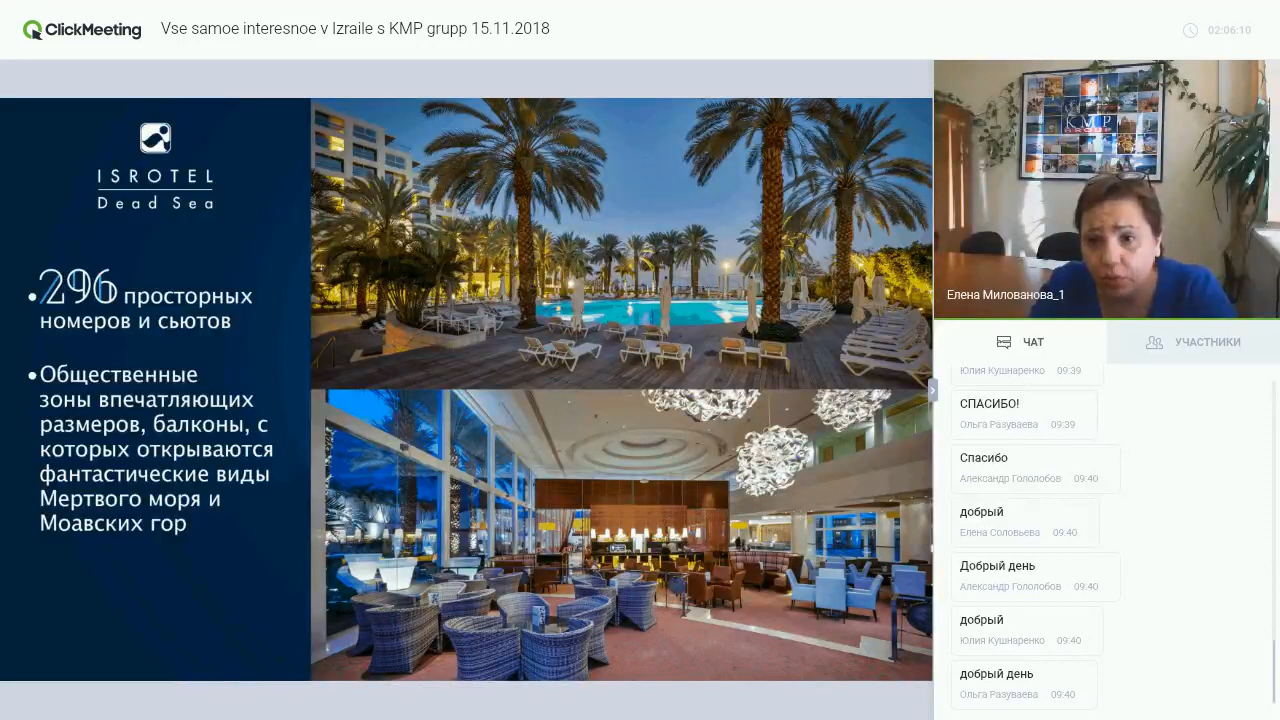 ClickMeeting
Vse samoe interesnoe v Izraile s KMP grupp 15.11.2018
02:06:10
ISROTEL
Dead Sea
•296 просторных
номеров и сьютов
•Общественные
зоны впечатляющих
размеров, балконы, с
которых открываются
фантастические виды
Мертвого моря и
Моавских гор
KMP
GROUP
Елена Милованова_1
ЧАТ
УЧАСТНИКИ
Юлия Кушнаренко 09:39
СПАСИБО!
Ольга Разуваева 09:39
Спасибо
Александр Гололобов 09:40
добрый
Елена Соловьева 09:40
Добрый день
Александр Гололобов 09:40
добрый
Юлия Кушнаренко 09:40
добрый день
Ольга Разуваева 09:40